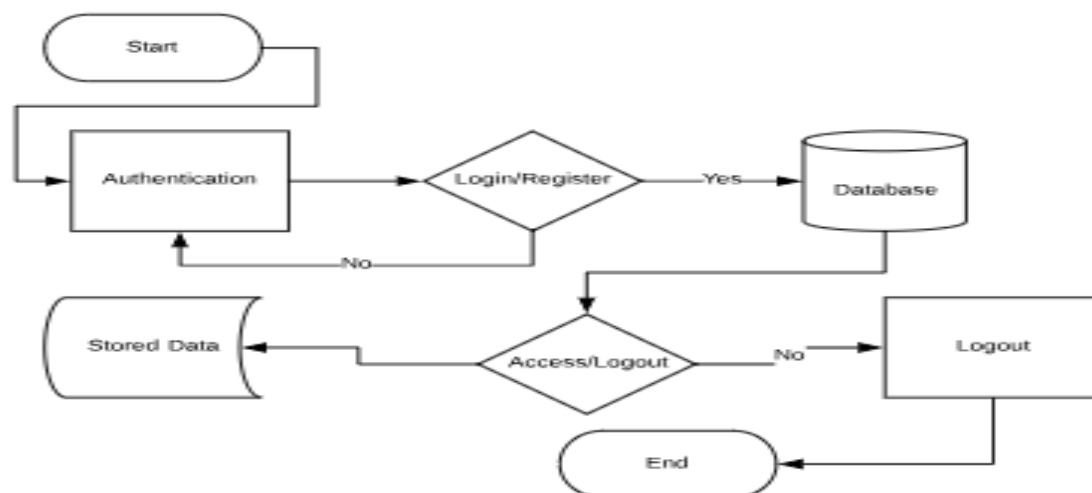 Start
Authentication
Login/Register
Yes
Database
No
Stored Data
Access/Logout
No
Logout
End